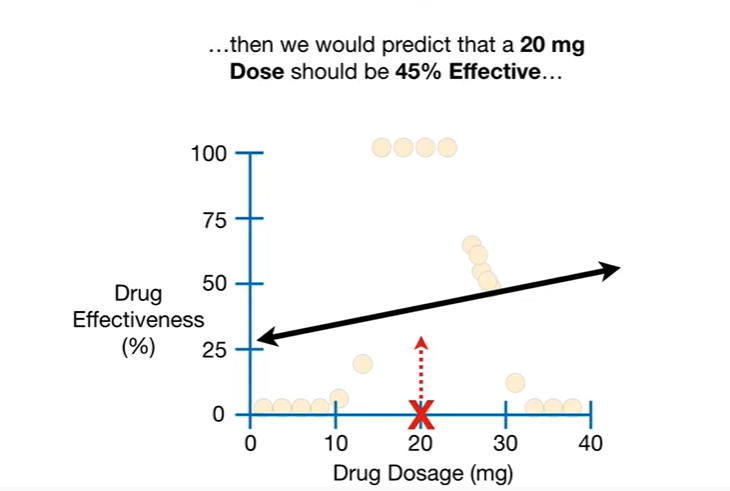 ...then we would predict that a 20 mg
Dose should be 45% Effective...
100
75
50
25
0
Drug
Effectiveness
(%)
0 10 20 30 40
Drug Dosage (mg)